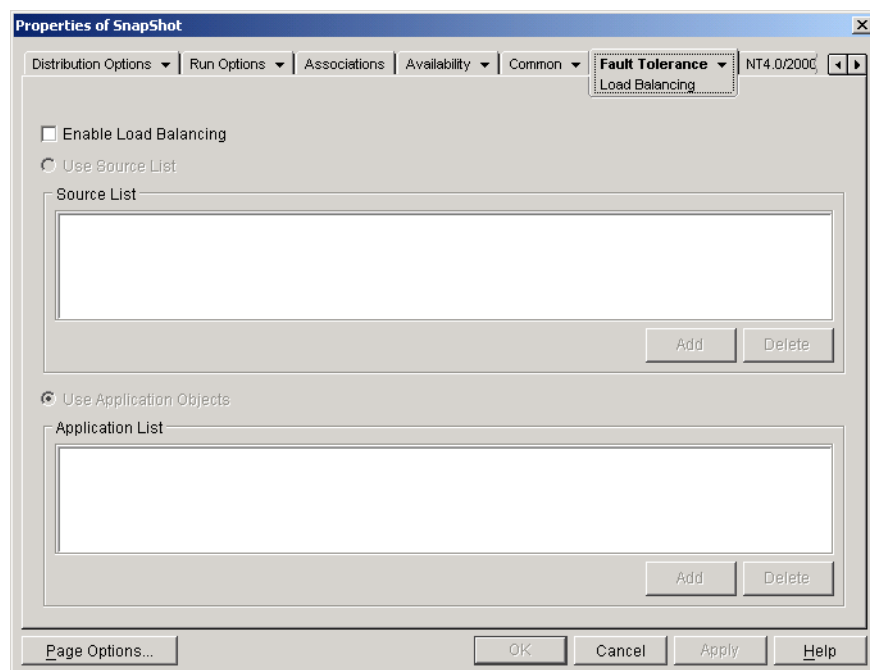 Properties of SnapShot
Distribution Options Run Options Associations Availability Common Fault Tolerance NT4.0/2000
Load Balancing
Enable Load Balancing
Use Source List
Source List
Add Delete
Use Application Objects
Application List
Add Delete
Page Options... OK Cancel Apply Help